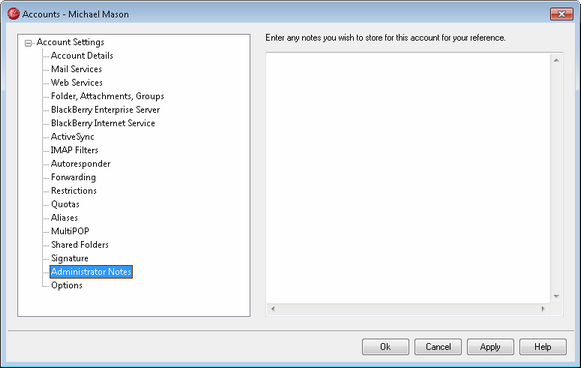 Accounts - Michael Mason
Account Settings
Account Details
Mail Services
Web Services
Folder, Attachments, Groups
BlackBerry Enterprise Server
BlackBerry Internet Service
ActiveSync
IMAP Filters
Autoresponder
Forwarding
Restrictions
Quotas
Aliases
MultiPOP
Shared Folders
Signature
Administrator Notes
Options
Enter any notes you wish to store for this account for your reference.
Ok
Cancel
Apply
Help